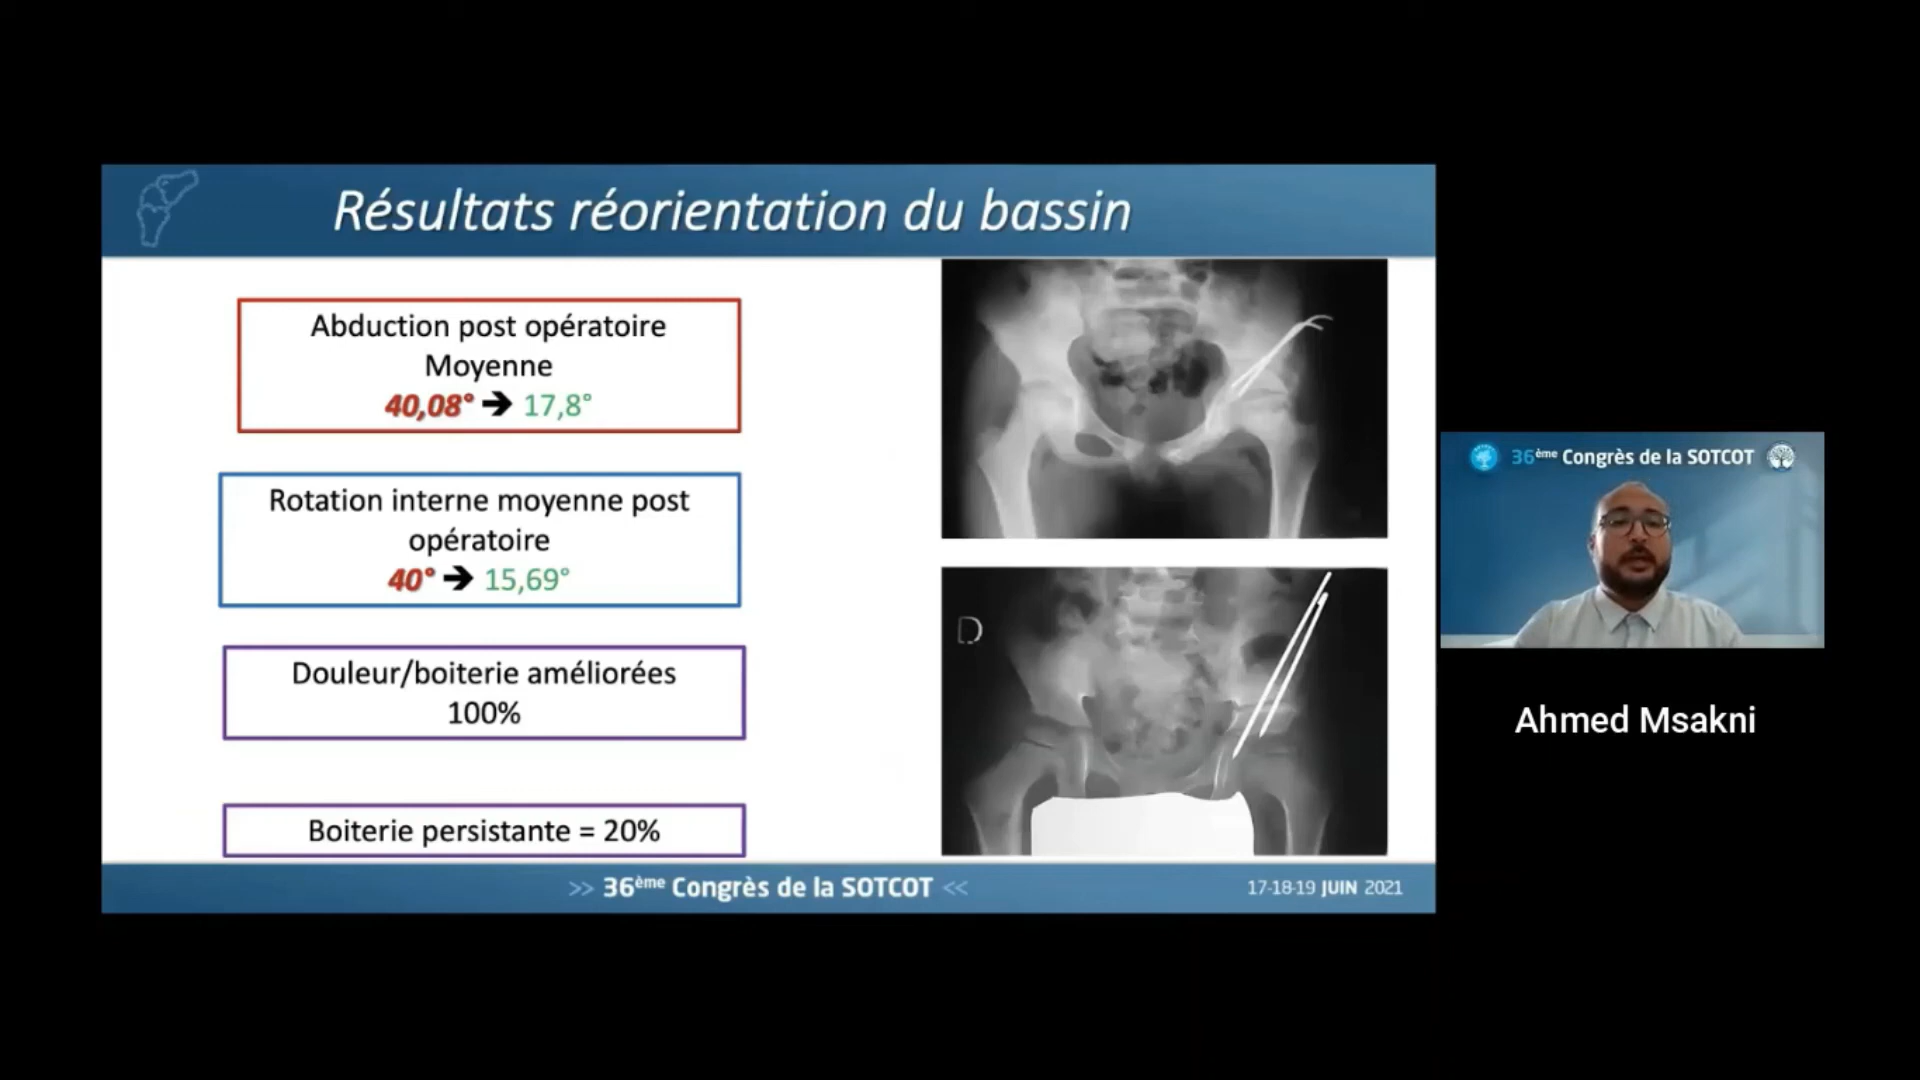 Résultats réorientation du bassin
Abduction post opératoire
Moyenne
40,08° ➔ 17,8°
Rotation interne moyenne post
opératoire
40° ➔ 15,69°
Douleur/boiterie améliorées
100%
Boiterie persistante = 20%
D
>> 36ème Congrès de la SOTCOT <<
17-18-19 JUIN 2021
36ème Congrès de la SOTCOT
Ahmed Msakni